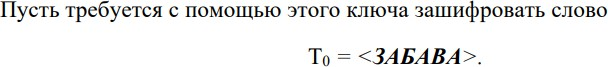 Пусть требуется с помощью этого ключа зашифровать слово
T₀ = <ЗАБАВА>.